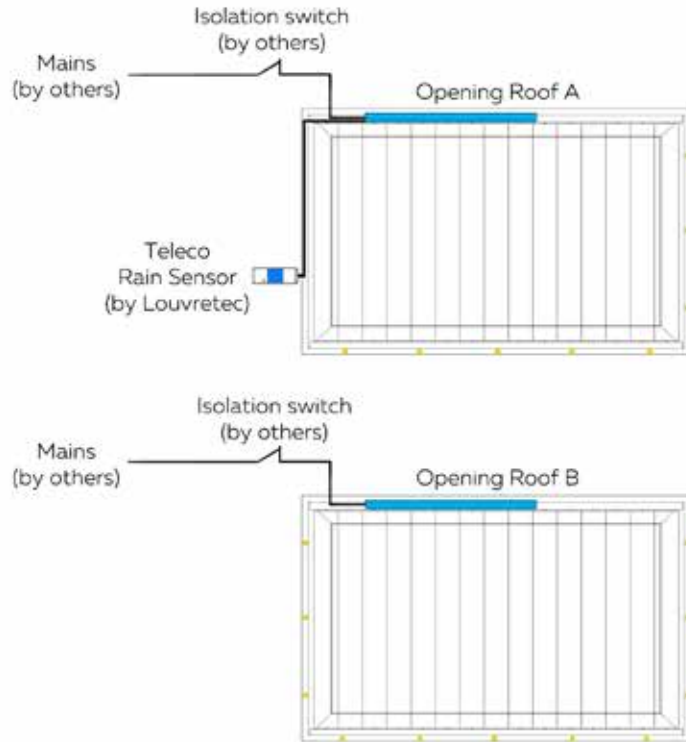 Isolation switch
(by others)
Mains
(by others)
Opening Roof A
Teleco
Rain Sensor
(by Louvretec)
Isolation switch
(by others)
Mains
(by others)
Opening Roof B